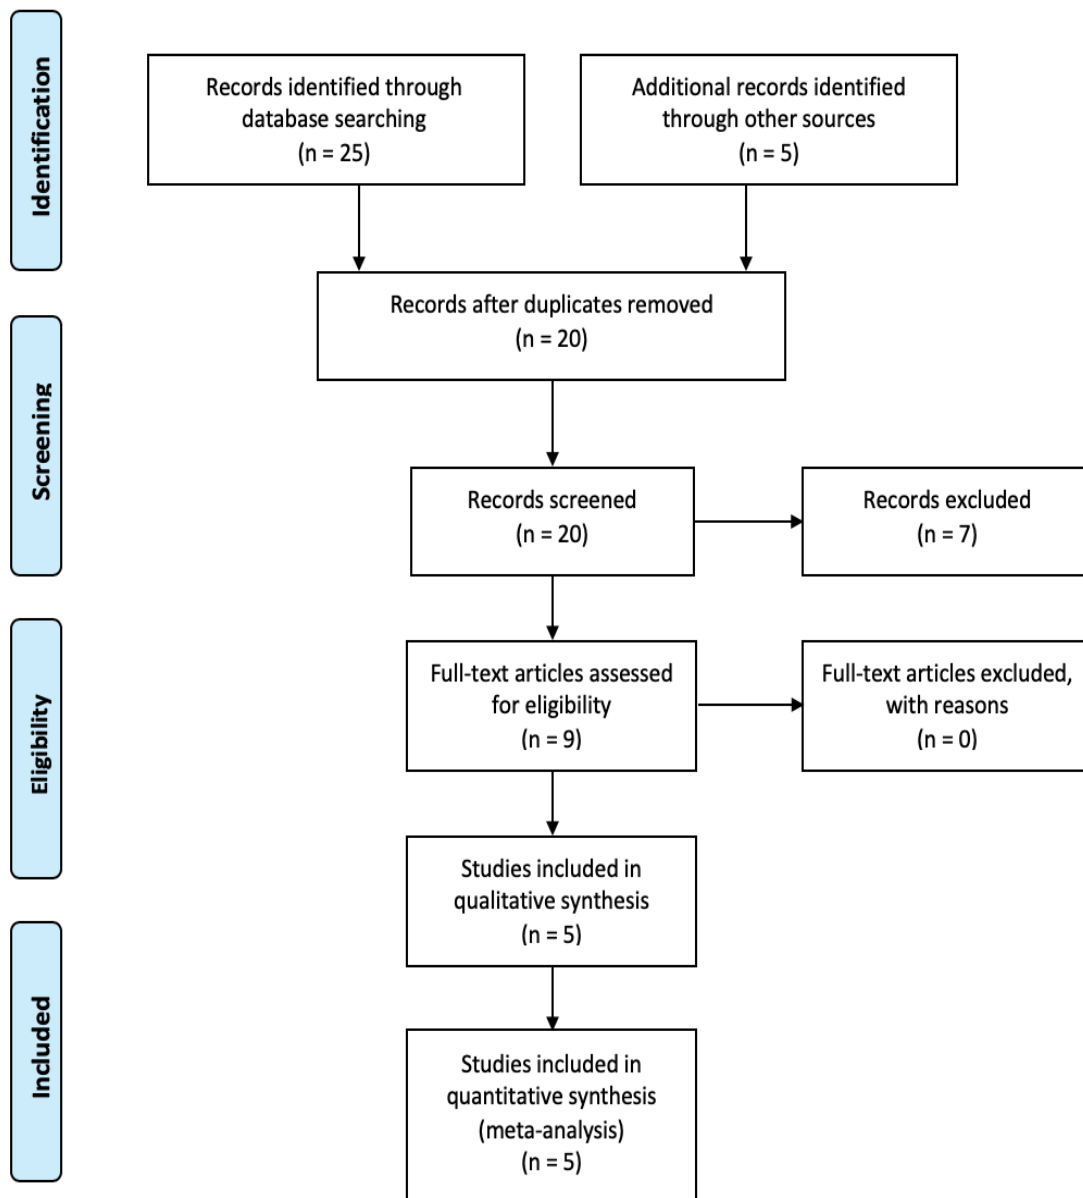 Identification
Records identified through
database searching
(n = 25)
Additional records identified
through other sources
(n = 5)
Records after duplicates removed
(n = 20)
Screening
Records screened
(n = 20)
Records excluded
(n = 7)
Eligibility
Full-text articles assessed
for eligibility
(n = 9)
Full-text articles excluded,
with reasons
(n = 0)
Studies included in
qualitative synthesis
(n = 5)
Included
Studies included in
quantitative synthesis
(meta-analysis)
(n = 5)